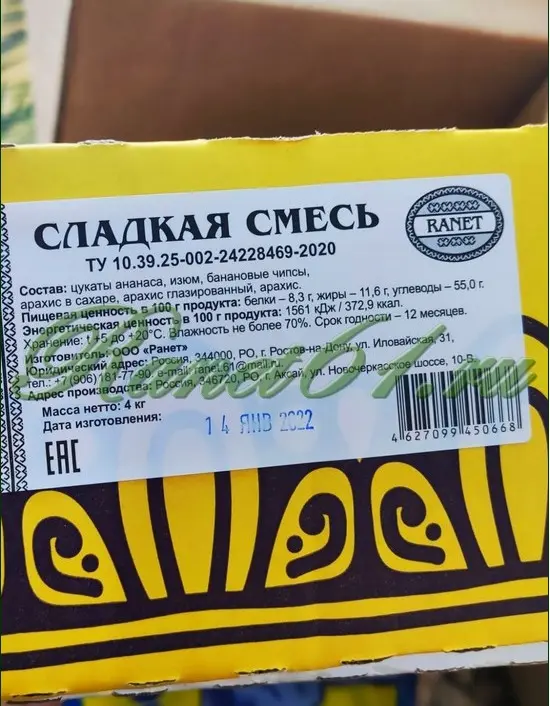 СЛАДКАЯ СМЕСЬ
RANET
ТУ 10.39.25-002-24228469-2020
Состав: цукаты ананаса, изюм, банановые чипсы,
арахис в сахаре, арахис глазированный, арахис.
Пищевая ценность в 100 г продукта: белки – 8,3 г, жиры – 11,6 г, углеводы – 55,0 г.
Энергетическая ценность в 100 г продукта: 1561 кДж / 372,9 ккал.
Хранение: t +5 до +20°С. Влажность не более 70%. Срок годности – 12 месяцев.
Изготовитель: ООО «Ранет»
Юридический адрес: Россия, 344000, РО, г. Ростов-на-Дону, ул. Иловайская, 31,
тел.: +7(906)181-77-90, e-mail: ranet.61@mail.ru.
Адрес производства: Россия, 346720, РО, г. Аксай, ул. Новочеркасское шоссе, 10-В
Масса нетто: 4 кг
Дата изготовления: 14 ЯНВ 2022
ЕАС
4 627099 450668